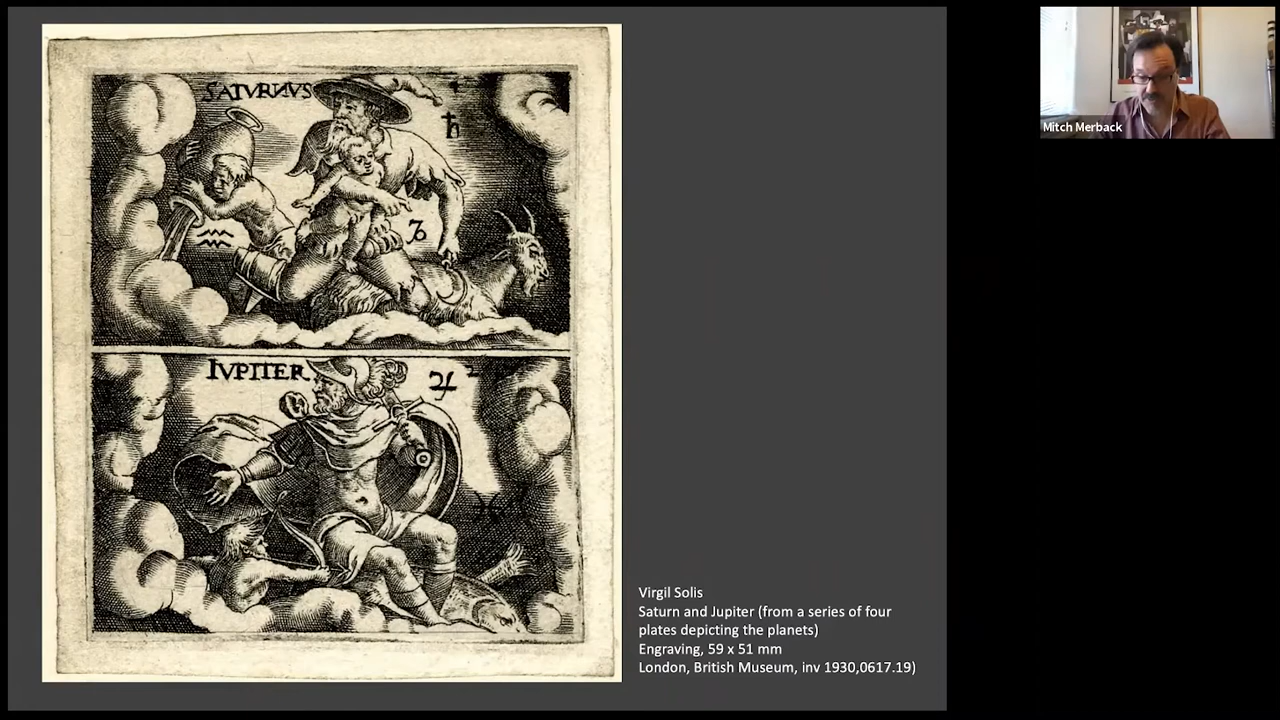 SATURNUS
♄
♒
♑
IVPITER
♃
Virgil Solis
Saturn and Jupiter (from a series of four
plates depicting the planets)
Engraving, 59 x 51 mm
London, British Museum, inv 1930,0617.19)
Mitch Merback